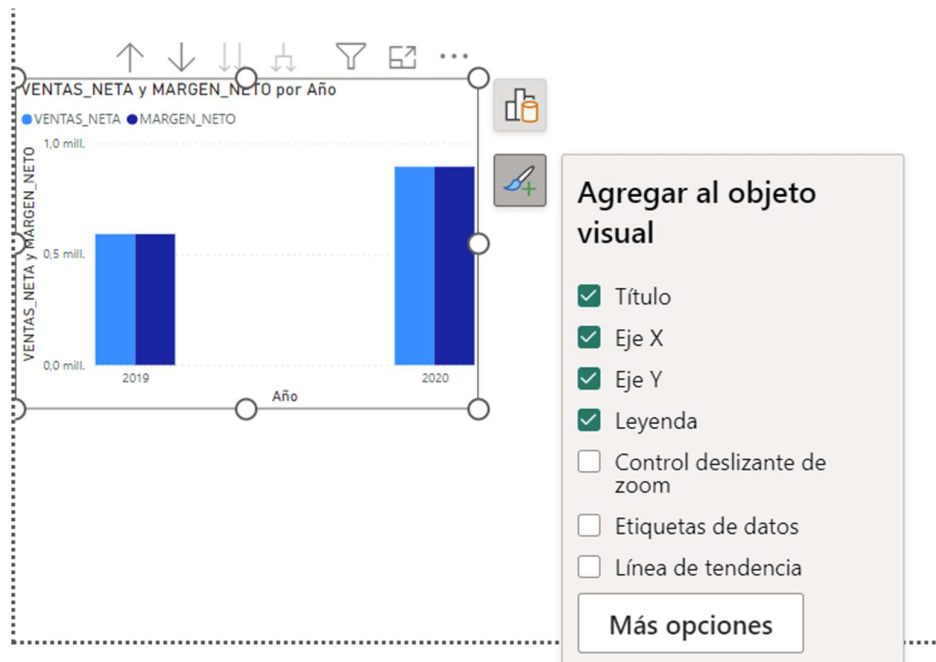 VENTAS_NETA y MARGEN_NETO por Año
VENTAS_NETA MARGEN_NETO
VENTAS_NETA y MARGEN_NETO
1,0 mill.
0,5 mill.
0,0 mill.
2019 2020
Año
Agregar al objeto
visual
Título
Eje X
Eje Y
Leyenda
Control deslizante de
zoom
Etiquetas de datos
Línea de tendencia
Más opciones